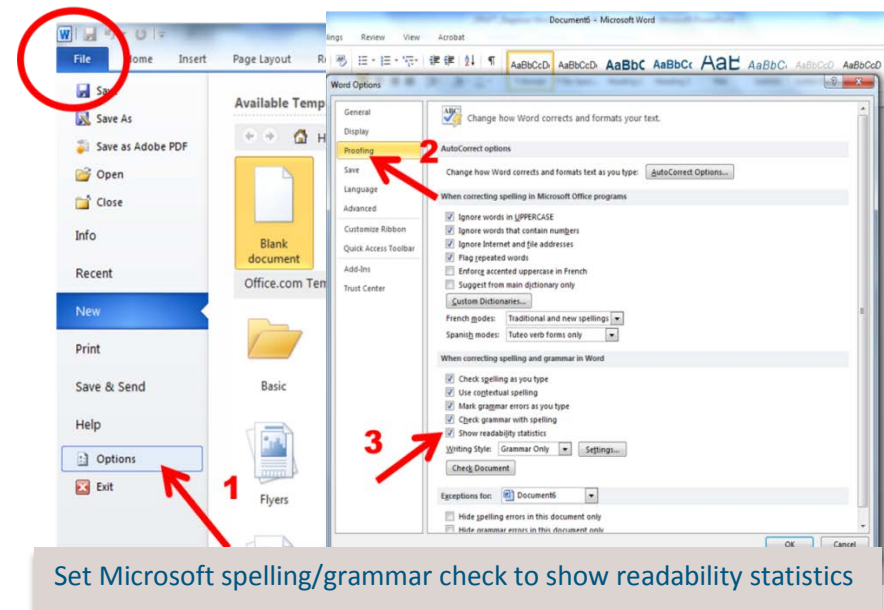 W
File Home Insert Page Layout
Save
Save As
Save as Adobe PDF
Open
Close
Info
Recent
New
Print
Save & Send
Help
Options
Exit
1
Available Temp
H
Blank
document
Office.com Tem
Basic
Flyers
Document6 - Microsoft Word
lings Review View Acrobat
AaBbCcDc AaBbCcDc AaBbC AaBbCc AaB AaBbC AaBbCcD AaBbCcD
Word Options
General
Display
Proofing
Save
Language
Advanced
Customize Ribbon
Quick Access Toolbar
Add-Ins
Trust Center
2
ABC
Change how Word corrects and formats your text.
AutoCorrect options
Change how Word corrects and formats text as you type: AutoCorrect Options...
When correcting spelling in Microsoft Office programs
Ignore words in UPPERCASE
Ignore words that contain numbers
Ignore Internet and file addresses
Flag repeated words
Enforce accented uppercase in French
Suggest from main dictionary only
Custom Dictionaries...
French modes: Traditional and new spellings
Spanish modes: Tuteo verb forms only
When correcting spelling and grammar in Word
Check spelling as you type
Use contextual spelling
Mark grammar errors as you type
Check grammar with spelling
3
Show readability statistics
Writing Style: Grammar Only Settings...
Check Document
Exceptions for: Document6
Hide spelling errors in this document only
Hide grammar errors in this document only
OK Cancel
Set Microsoft spelling/grammar check to show readability statistics